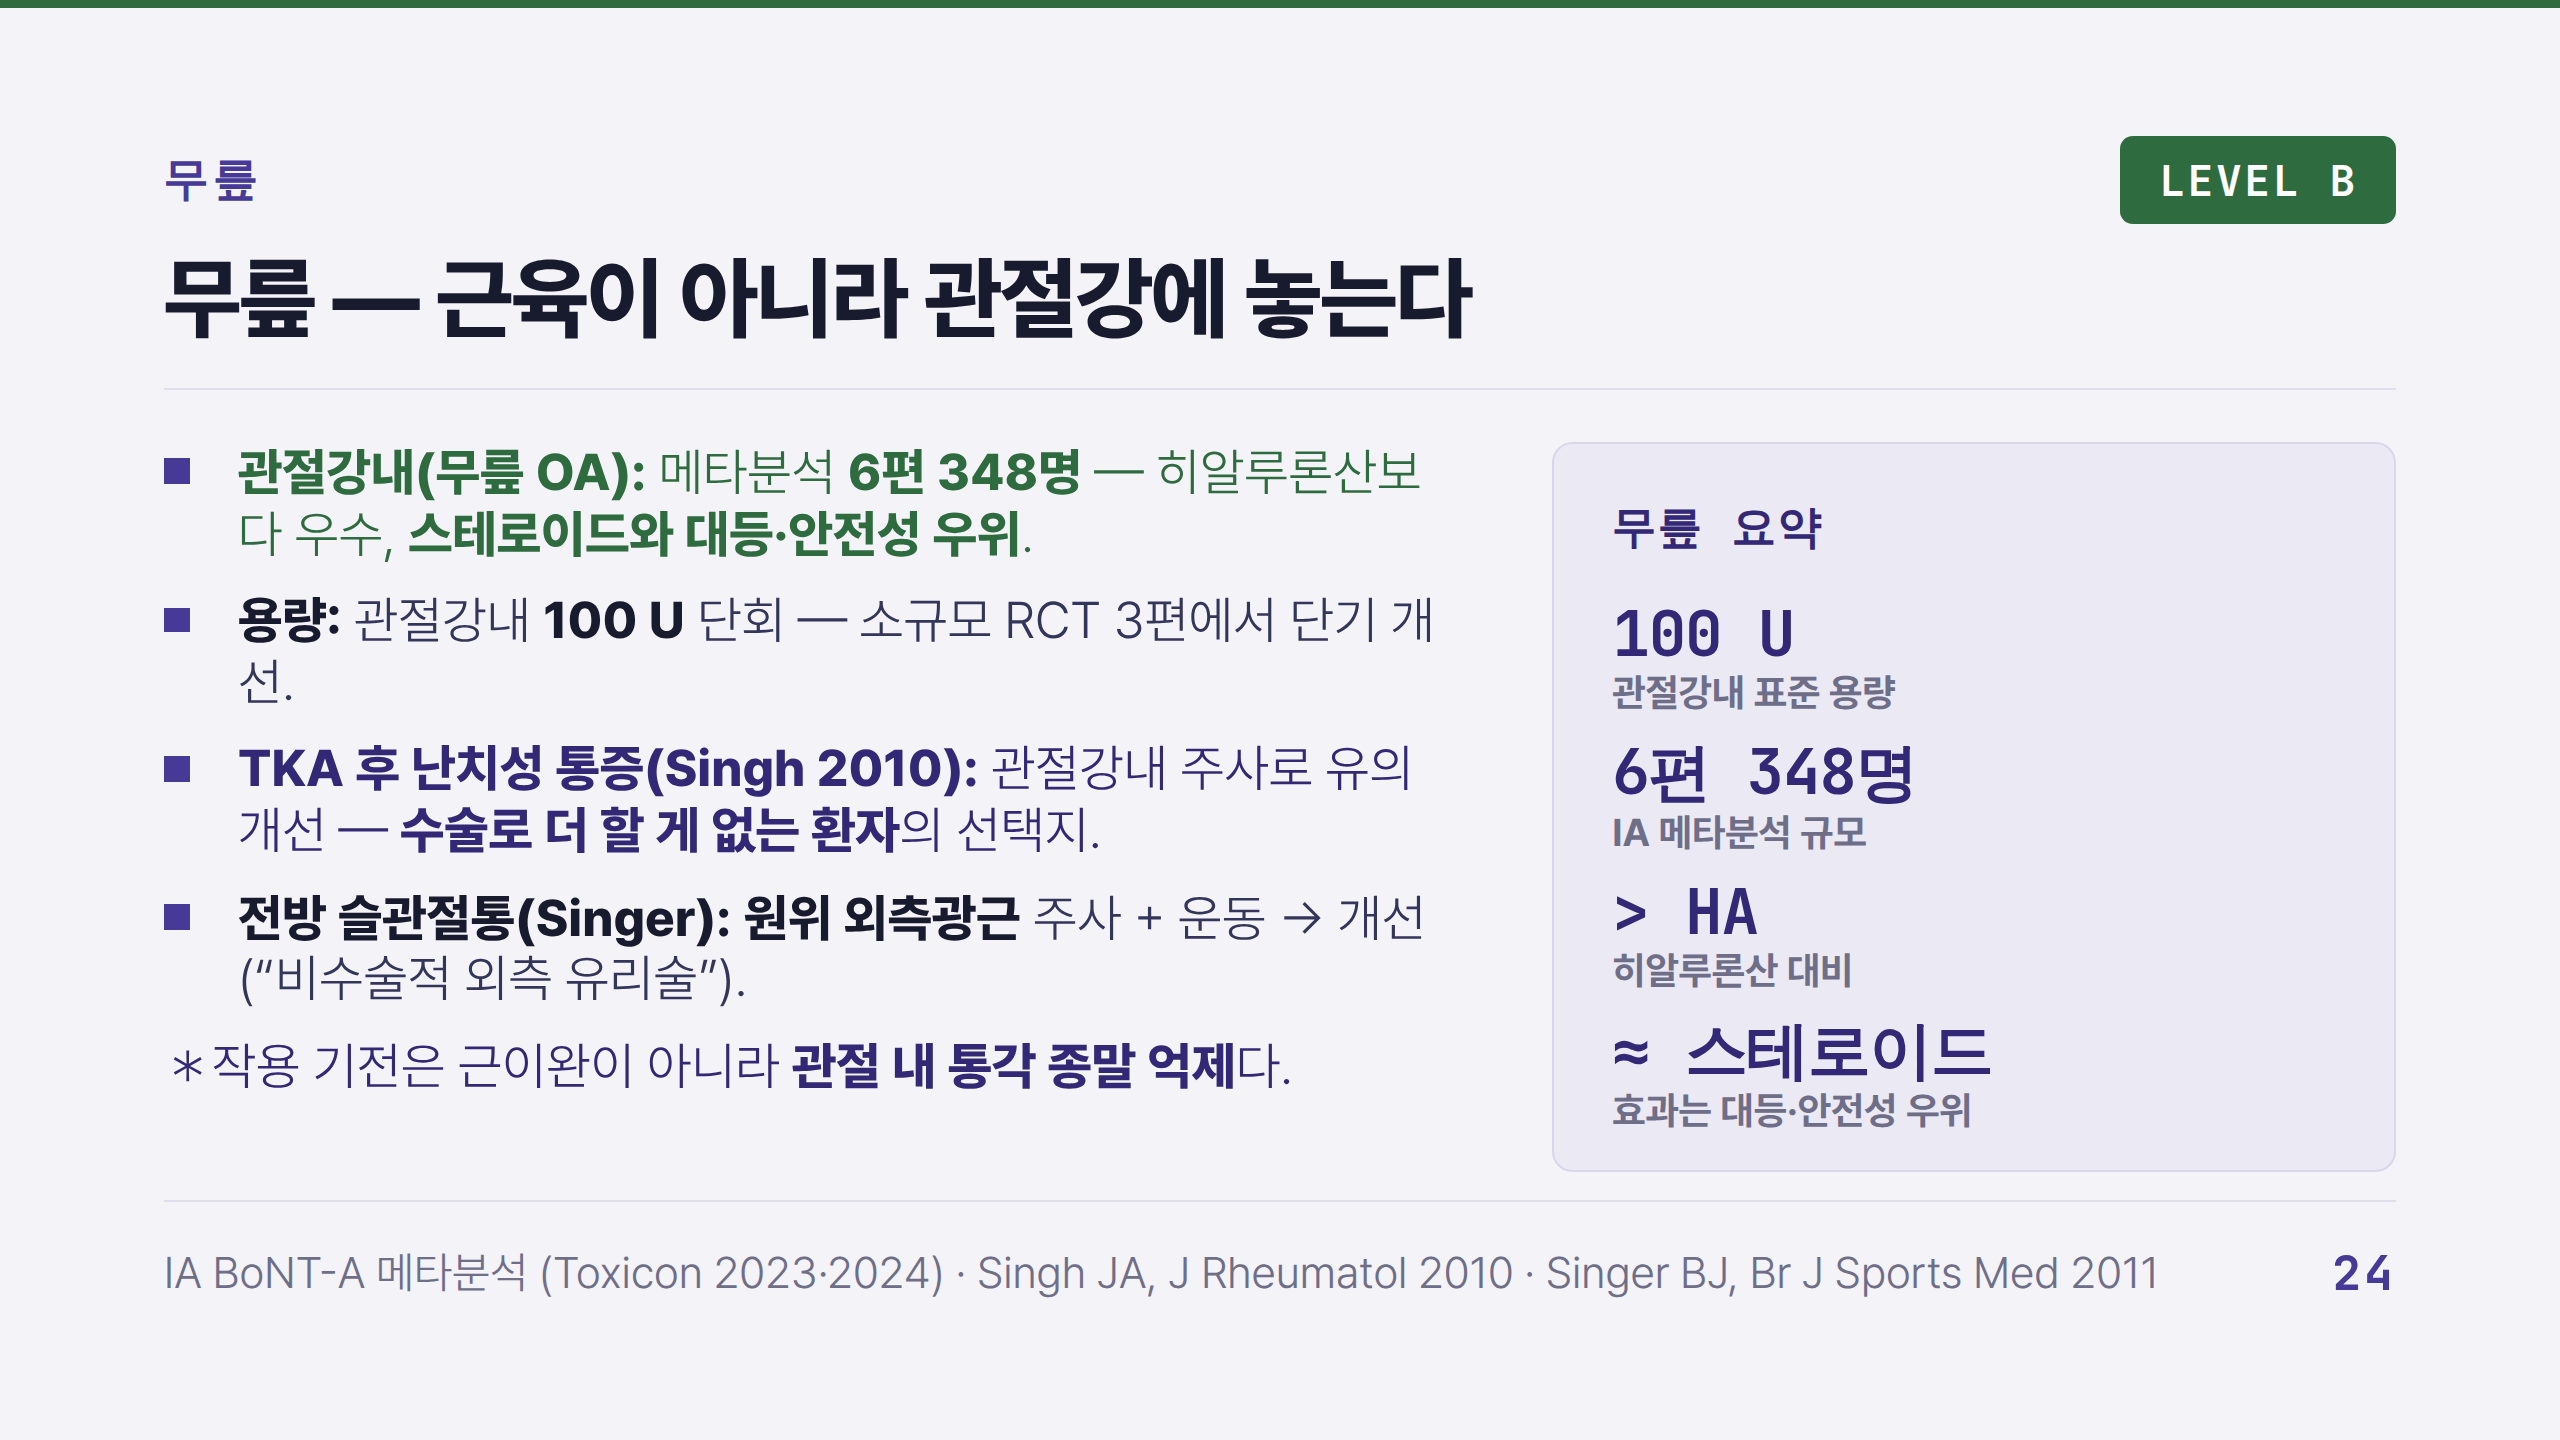 무릎
LEVEL B
무릎 — 근육이 아니라 관절강에 놓는다
관절강내(무릎 OA): 메타분석 6편 348명 — 히알루론산보
다 우수, 스테로이드와 대등·안전성 우위.
용량: 관절강내 100 U 단회 — 소규모 RCT 3편에서 단기 개
선.
TKA 후 난치성 통증(Singh 2010): 관절강내 주사로 유의
개선 — 수술로 더 할 게 없는 환자의 선택지.
전방 슬관절통(Singer): 원위 외측광근 주사 + 운동 → 개선
(“비수술적 외측 유리술”).
＊작용 기전은 근이완이 아니라 관절 내 통각 종말 억제다.
무릎 요약
100 U
관절강내 표준 용량
6편 348명
IA 메타분석 규모
> HA
히알루론산 대비
≈ 스테로이드
효과는 대등·안전성 우위
IA BoNT-A 메타분석 (Toxicon 2023·2024) · Singh JA, J Rheumatol 2010 · Singer BJ, Br J Sports Med 2011
24